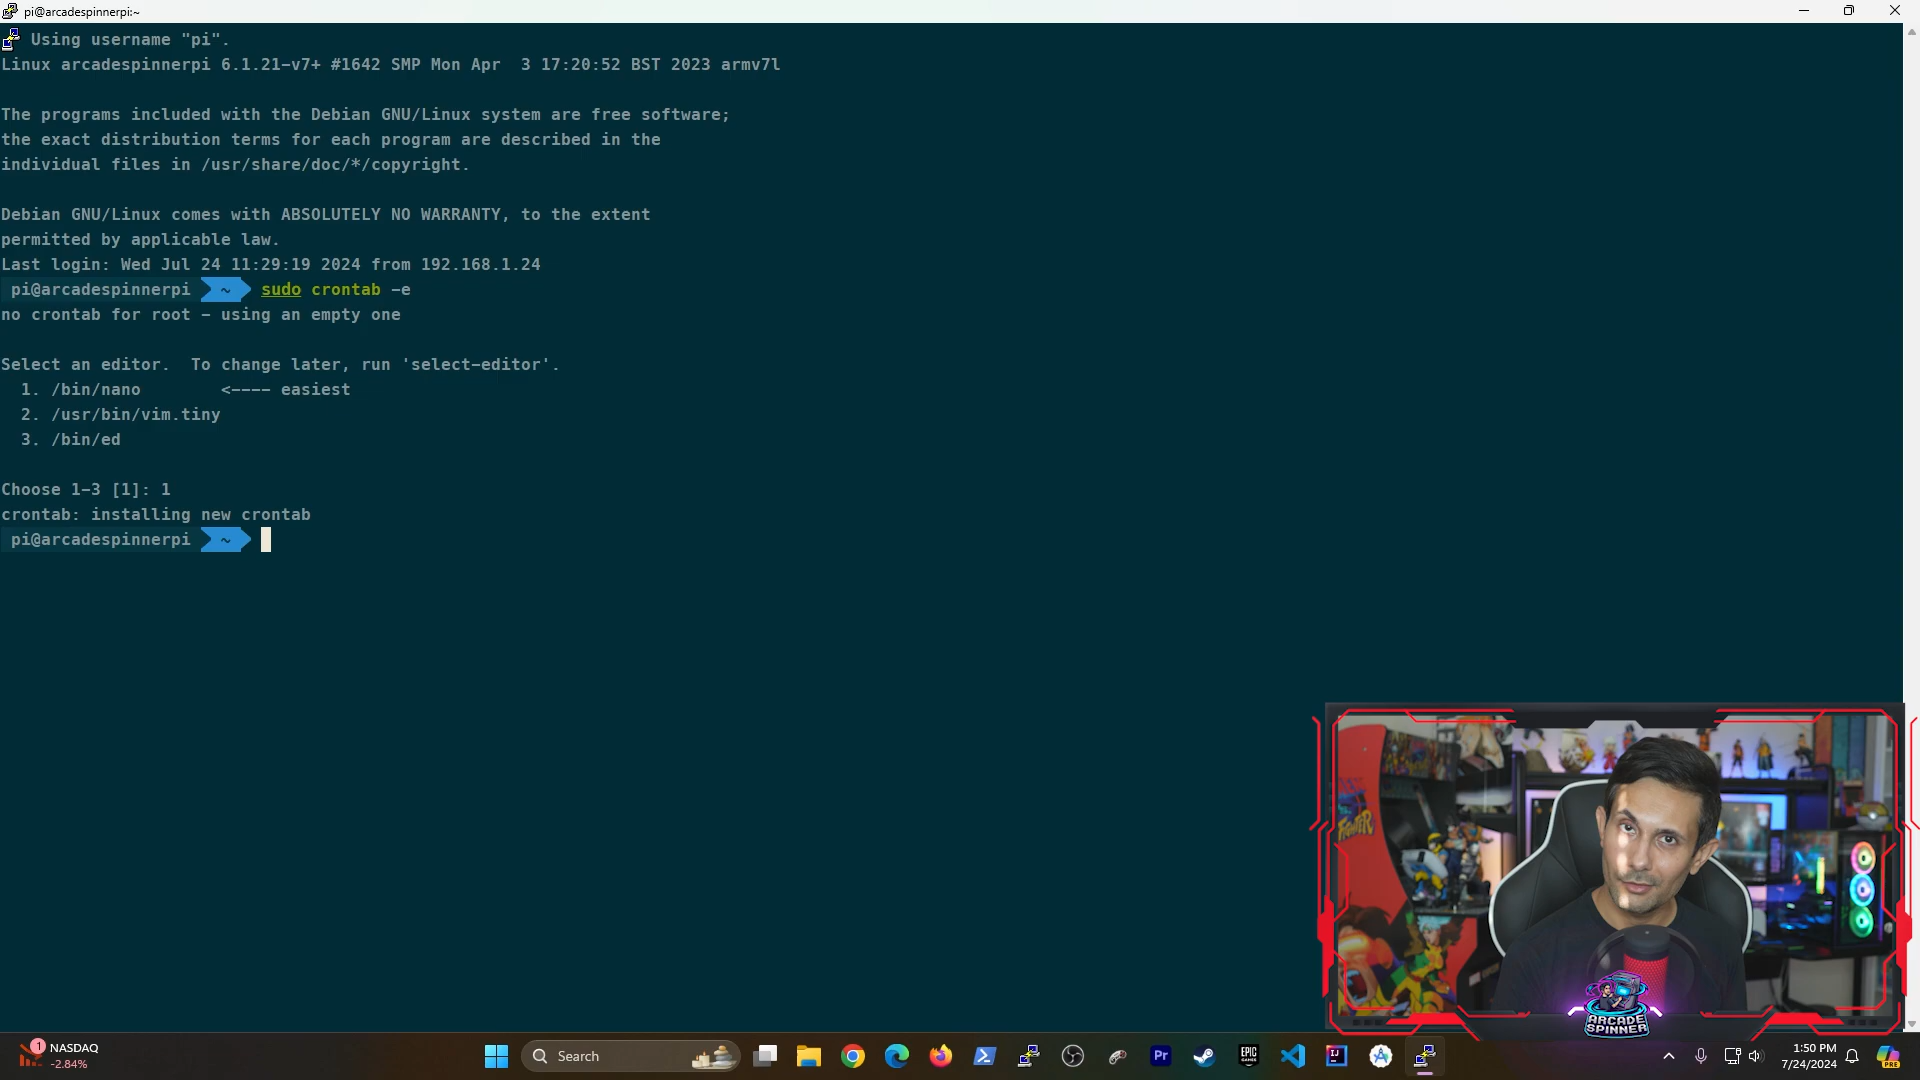 pi@arcadespinnerpi:~
Using username "pi".
Linux arcadespinnerpi 6.1.21-v7+ #1642 SMP Mon Apr  3 17:20:52 BST 2023 armv7l
The programs included with the Debian GNU/Linux system are free software;
the exact distribution terms for each program are described in the
individual files in /usr/share/doc/*/copyright.
Debian GNU/Linux comes with ABSOLUTELY NO WARRANTY, to the extent
permitted by applicable law.
Last login: Wed Jul 24 11:29:19 2024 from 192.168.1.24
pi@arcadespinnerpi ~ sudo crontab -e
no crontab for root - using an empty one
Select an editor.  To change later, run 'select-editor'.
1. /bin/nano        <---- easiest
2. /usr/bin/vim.tiny
3. /bin/ed
Choose 1-3 [1]: 1
crontab: installing new crontab
pi@arcadespinnerpi ~
FIGHTER
ARCADE
SPINNER
1
NASDAQ
-2.84%
Search
Pr
EPIC
GAMES
IJ
1:50 PM
7/24/2024
PRE